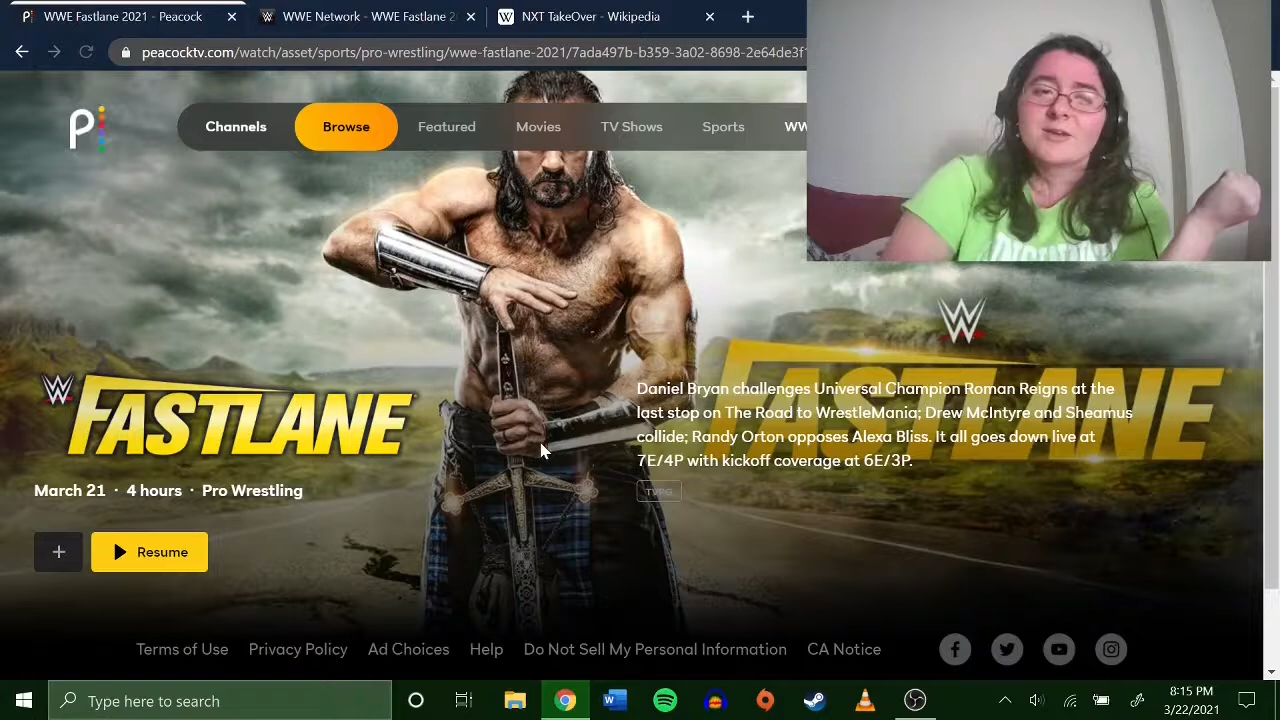 WWE Fastlane 2021 - Peacock
WWE Network - WWE Fastlane 2
NXT TakeOver - Wikipedia
peacocktv.com/watch/asset/sports/pro-wrestling/wwe-fastlane-2021/7ada497b-b359-3a02-8698-2e64de3f1
Channels
Browse
Featured
Movies
TV Shows
Sports
WW
FASTLANE
March 21 · 4 hours · Pro Wrestling
Resume
FASTLANE
Daniel Bryan challenges Universal Champion Roman Reigns at the
last stop on The Road to WrestleMania; Drew McIntyre and Sheamus
collide; Randy Orton opposes Alexa Bliss. It all goes down live at
7E/4P with kickoff coverage at 6E/3P.
TVPG
Terms of Use
Privacy Policy
Ad Choices
Help
Do Not Sell My Personal Information
CA Notice
Type here to search
8:15 PM
3/22/2021